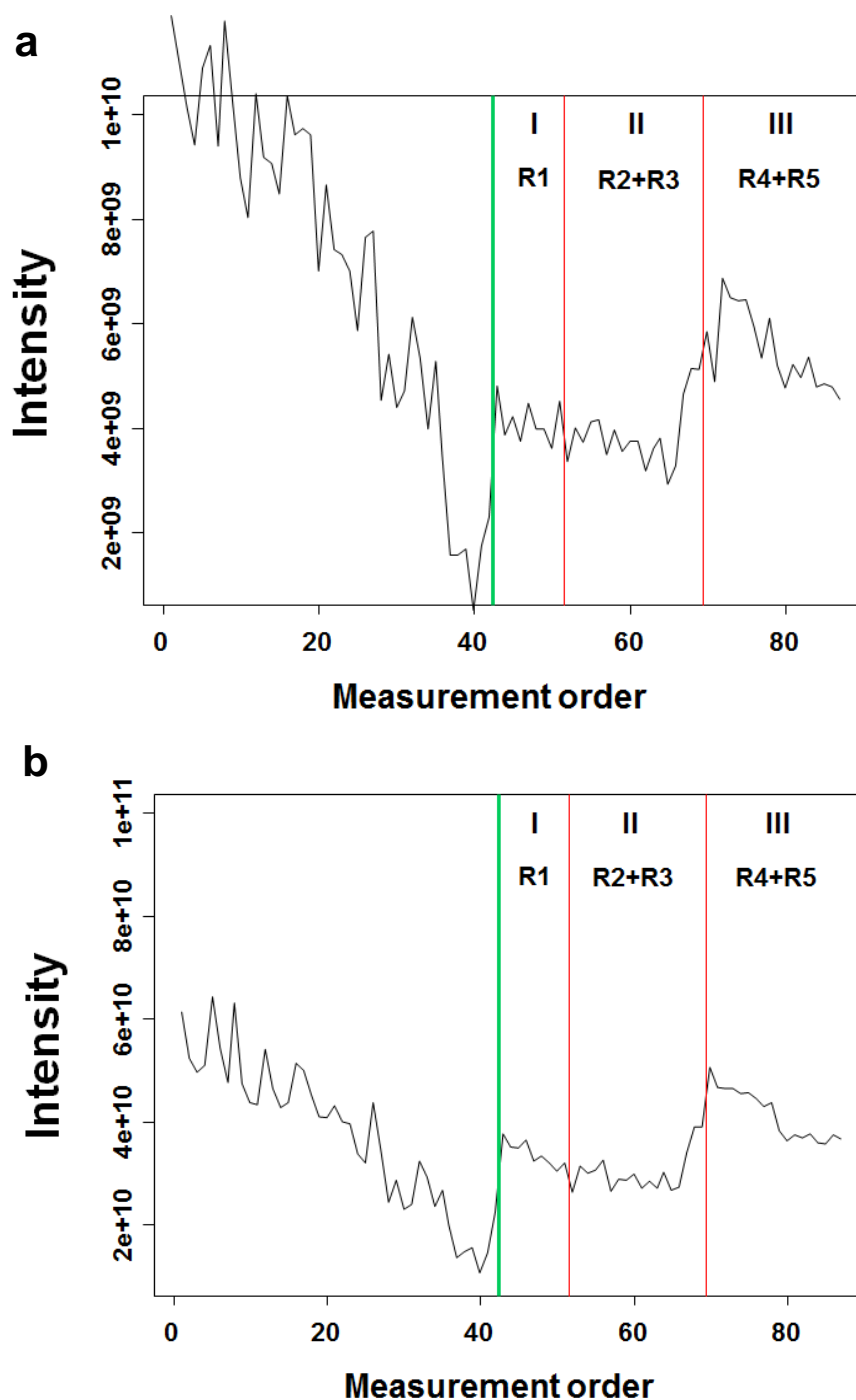 a
I II III
R1 R2+R3 R4+R5
Intensity
1e+10
8e+09
6e+09
4e+09
2e+09
0 20 40 60 80
Measurement order
b
I II III
R1 R2+R3 R4+R5
Intensity
1e+11
8e+10
6e+10
4e+10
2e+10
0 20 40 60 80
Measurement order